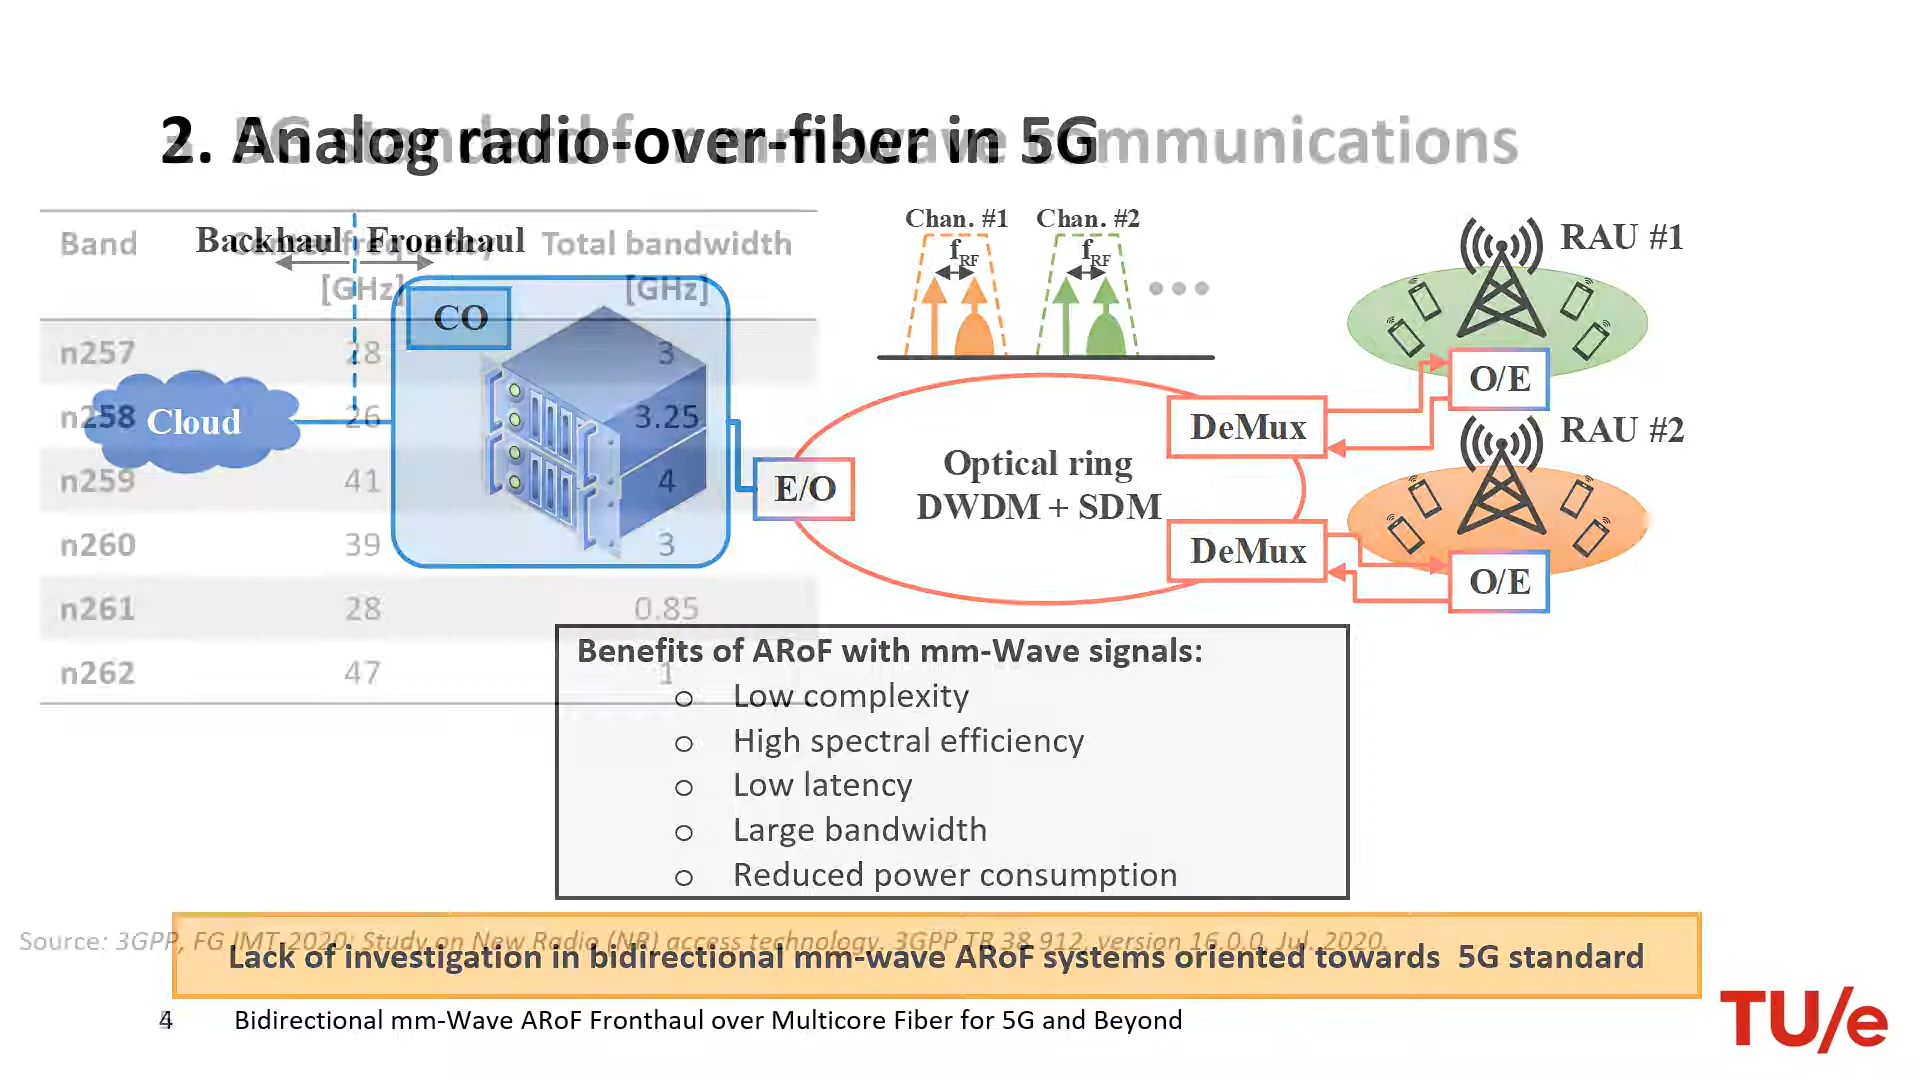 2. Analog radio-over-fiber in 5G
5G standard for mm-wave communications
Backhaul Fronthaul
Band Center frequency [GHz] Total bandwidth [GHz]
n257 28 3
n258 26 3.25
n259 41 4
n260 39 3
n261 28 0.85
n262 47 1
CO
Cloud
E/O
Chan. #1 Chan. #2
fRF fRF
Optical ring
DWDM + SDM
DeMux
DeMux
RAU #1
O/E
RAU #2
O/E
Benefits of ARoF with mm-Wave signals:
o Low complexity
o High spectral efficiency
o Low latency
o Large bandwidth
o Reduced power consumption
Source: 3GPP, FG IMT-2020: Study on New Radio (NR) access technology, 3GPP TR 38.912, version 16.0.0, Jul. 2020.
Lack of investigation in bidirectional mm-wave ARoF systems oriented towards 5G standard
Bidirectional mm-Wave ARoF Fronthaul over Multicore Fiber for 5G and Beyond
TU/e